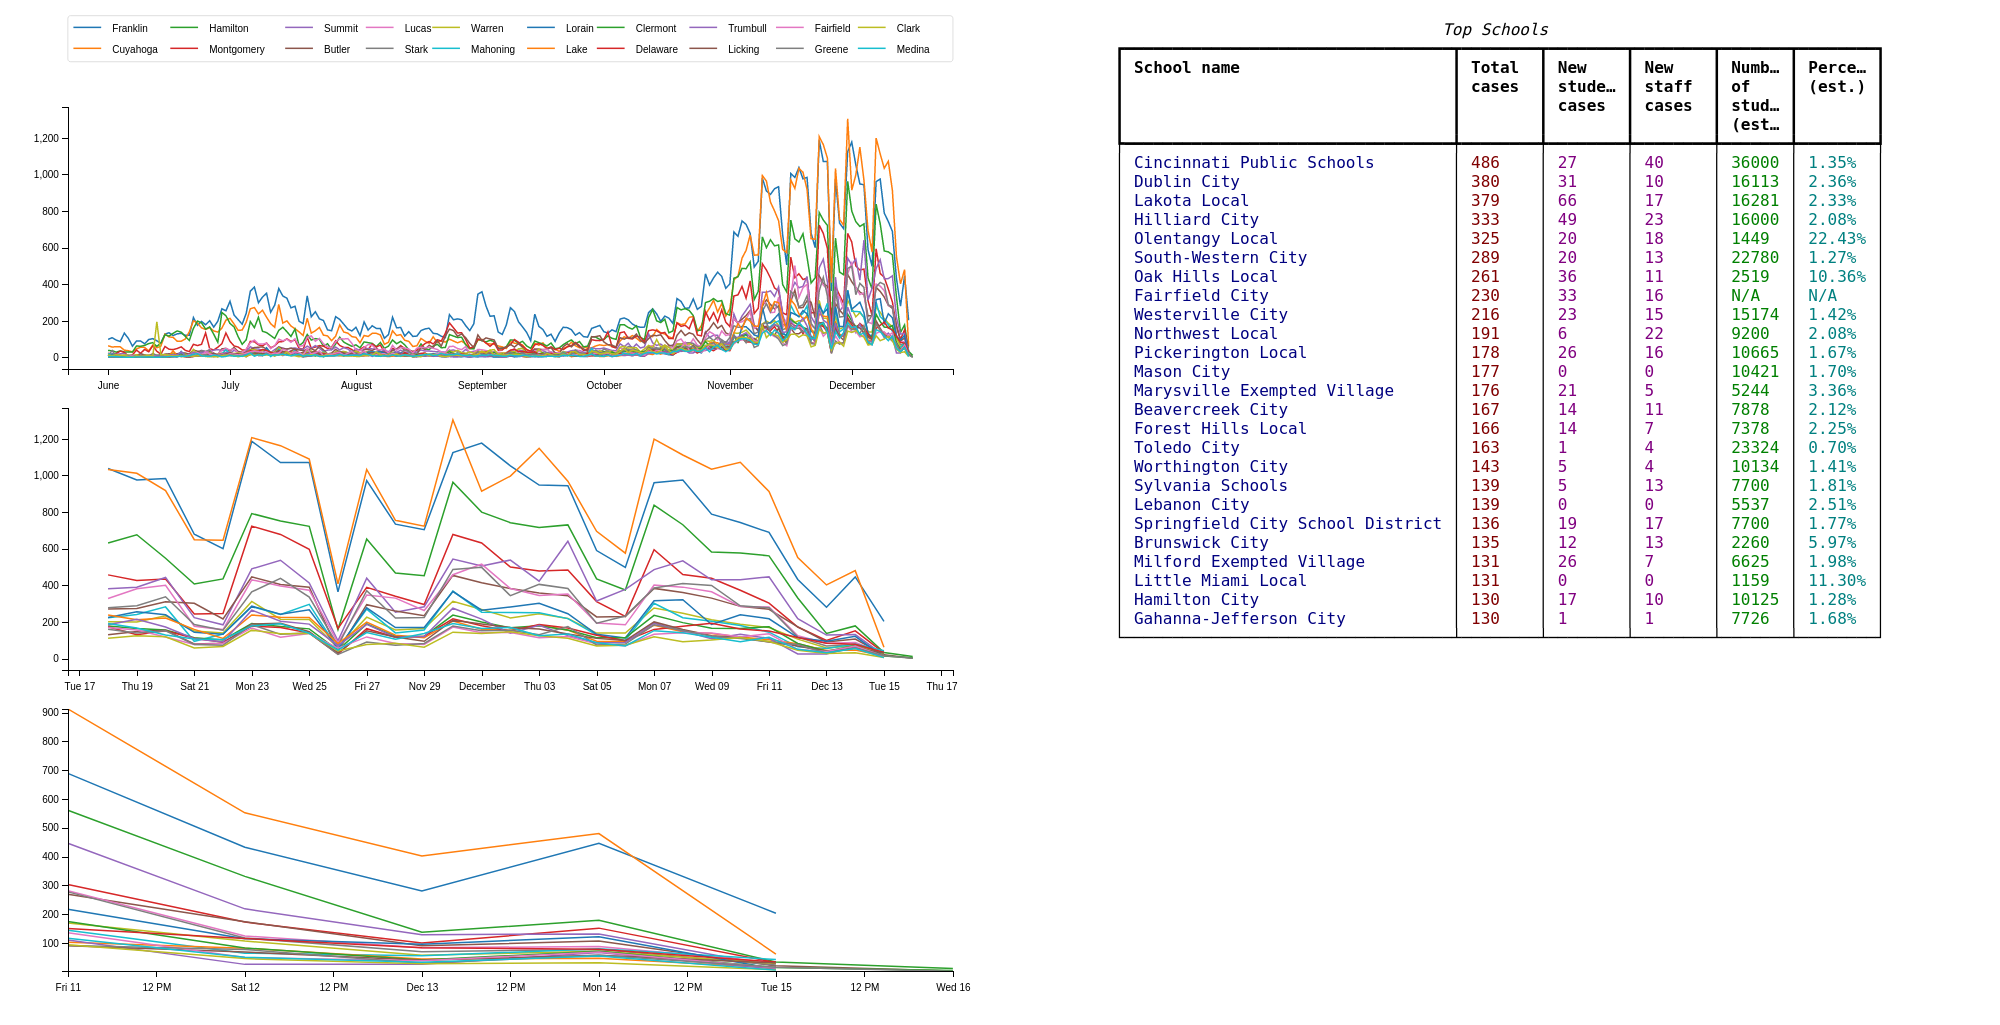 Franklin Hamilton Summit Lucas Warren Lorain Clermont Trumbull Fairfield Clark
Cuyahoga Montgomery Butler Stark Mahoning Lake Delaware Licking Greene Medina
1,200
1,000
800
600
400
200
0
June July August September October November December
1,200
1,000
800
600
400
200
0
Tue 17 Thu 19 Sat 21 Mon 23 Wed 25 Fri 27 Nov 29 December Thu 03 Sat 05 Mon 07 Wed 09 Fri 11 Dec 13 Tue 15 Thu 17
900
800
700
600
500
400
300
200
100
Fri 11 12 PM Sat 12 12 PM Dec 13 12 PM Mon 14 12 PM Tue 15 12 PM Wed 16
Top Schools
School name Total New New Numb… Perce…
cases stude… staff of (est.)
cases cases stud…
(est…
Cincinnati Public Schools 486 27 40 36000 1.35%
Dublin City 380 31 10 16113 2.36%
Lakota Local 379 66 17 16281 2.33%
Hilliard City 333 49 23 16000 2.08%
Olentangy Local 325 20 18 1449 22.43%
South-Western City 289 20 13 22780 1.27%
Oak Hills Local 261 36 11 2519 10.36%
Fairfield City 230 33 16 N/A N/A
Westerville City 216 23 15 15174 1.42%
Northwest Local 191 6 22 9200 2.08%
Pickerington Local 178 26 16 10665 1.67%
Mason City 177 0 0 10421 1.70%
Marysville Exempted Village 176 21 5 5244 3.36%
Beavercreek City 167 14 11 7878 2.12%
Forest Hills Local 166 14 7 7378 2.25%
Toledo City 163 1 4 23324 0.70%
Worthington City 143 5 4 10134 1.41%
Sylvania Schools 139 5 13 7700 1.81%
Lebanon City 139 0 0 5537 2.51%
Springfield City School District 136 19 17 7700 1.77%
Brunswick City 135 12 13 2260 5.97%
Milford Exempted Village 131 26 7 6625 1.98%
Little Miami Local 131 0 0 1159 11.30%
Hamilton City 130 17 10 10125 1.28%
Gahanna-Jefferson City 130 1 1 7726 1.68%